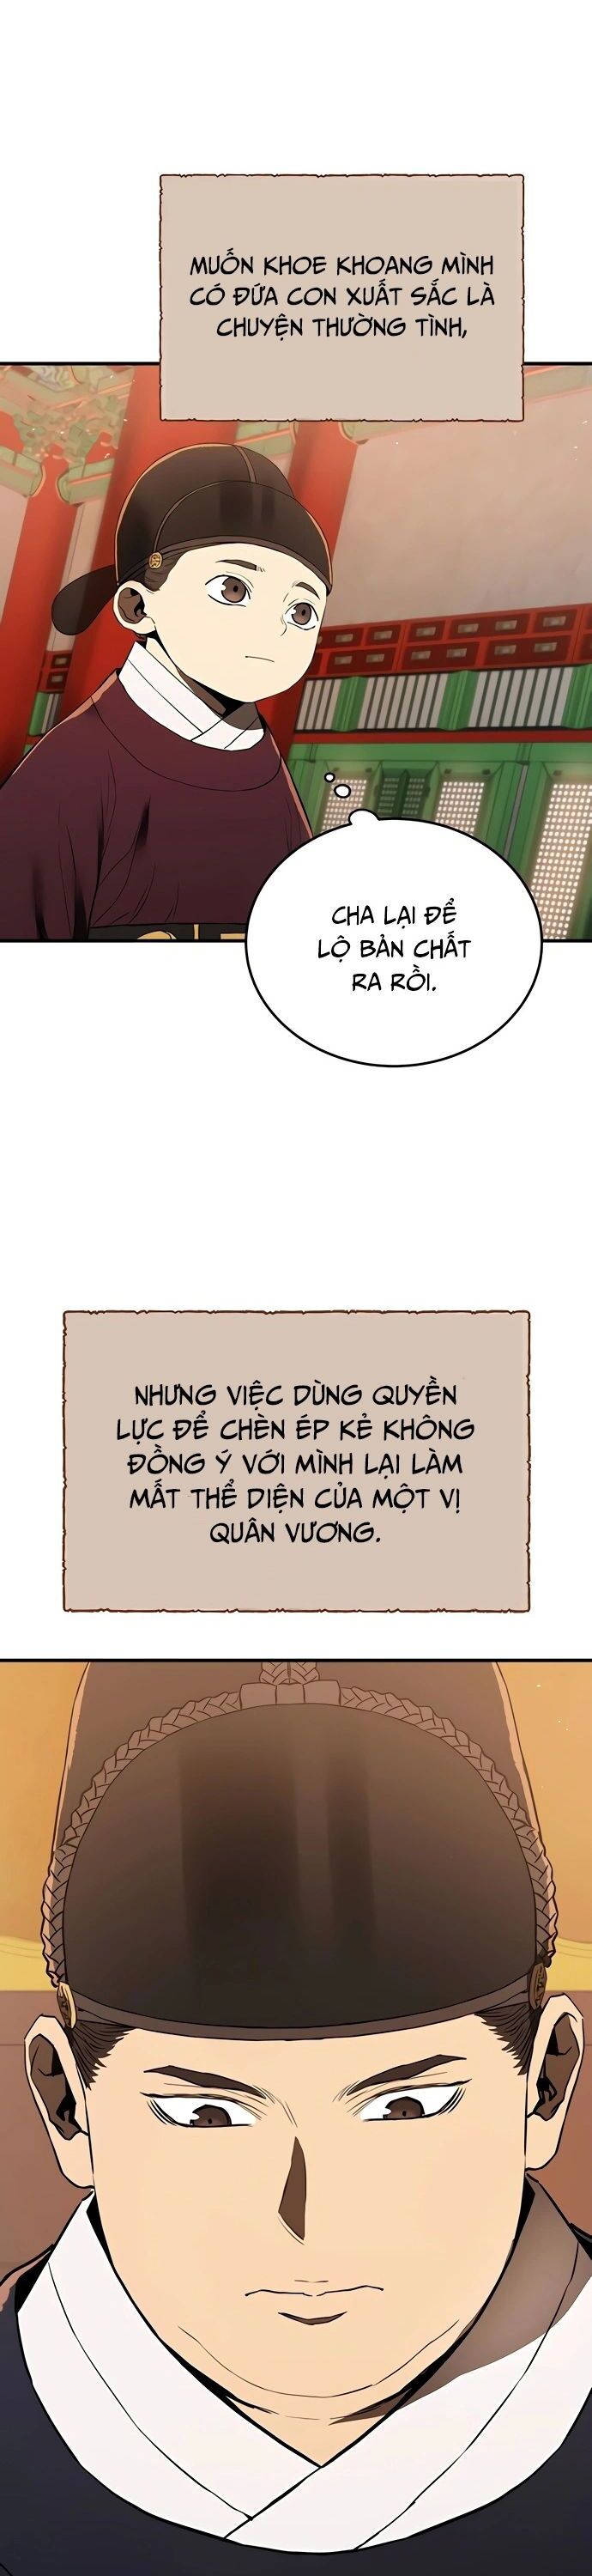 MUỐN KHOE KHOANG MÌNH
CÓ ĐỨA CON XUẤT SẮC LÀ
CHUYỆN THƯỜNG TÌNH,
CHA LẠI ĐỂ
LỘ BẢN CHẤT
RA RỒI.
NHƯNG VIỆC DÙNG QUYỀN
LỰC ĐỂ CHÈN ÉP KẺ KHÔNG
ĐỒNG Ý VỚI MÌNH LẠI LÀM
MẤT THỂ DIỆN CỦA MỘT VỊ
QUÂN VƯƠNG.